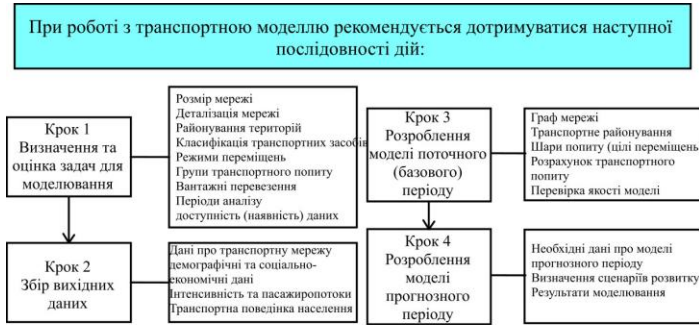 При роботі з транспортною моделлю рекомендується дотримуватися наступної
послідовності дій:
Крок 1
Визначення та
оцінка задач для
моделювання
Розмір мережі
Деталізація мережі
Районування територій
Класифікація транспортних засобів
Режими переміщень
Групи транспортного попиту
Вантажні перевезення
Періоди аналізу
доступність (наявність) даних
Крок 2
Збір вихідних
даних
Дані про транспортну мережу
демографічні та соціально-
економічні дані
Інтенсивність та пасажиропотоки
Транспортна поведінка населення
Крок 3
Розроблення
моделі поточного
(базового)
періоду
Граф мережі
Транспортне районування
Шари попиту (цілі переміщень
Розрахунок транспортного
попиту
Перевірка якості моделі
Крок 4
Розроблення
моделі
прогнозного
періоду
Необхідні дані про моделі
прогнозного періоду
Визначення сценаріїв розвитку
Результати моделювання